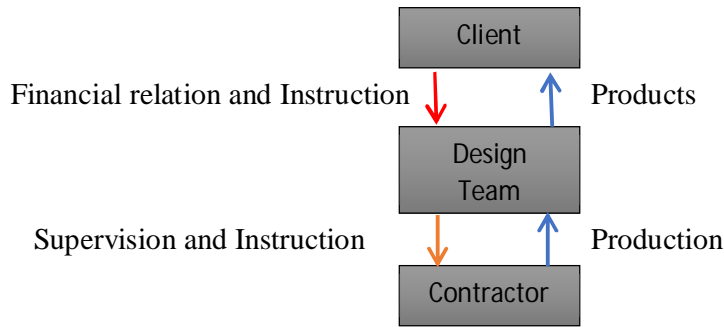 Client
Financial relation and Instruction
Products
Design
Team
Supervision and Instruction
Production
Contractor